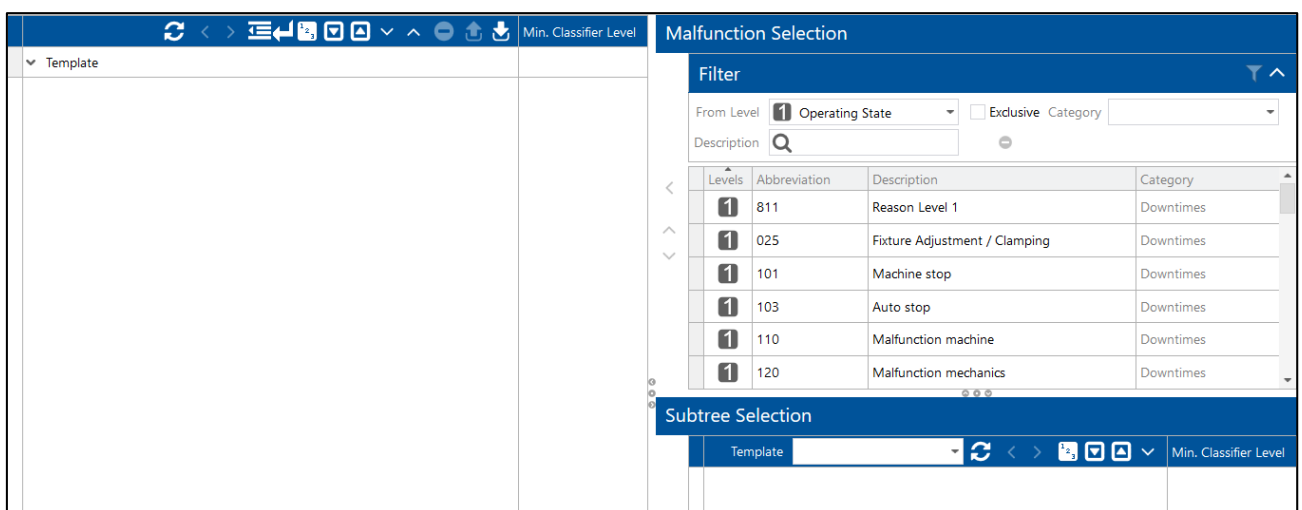 Min. Classifier Level
Template
Malfunction Selection
Filter
From Level 1 Operating State Exclusive Category
Description
Levels Abbreviation Description Category
1 811 Reason Level 1 Downtimes
1 025 Fixture Adjustment / Clamping Downtimes
1 101 Machine stop Downtimes
1 103 Auto stop Downtimes
1 110 Malfunction machine Downtimes
1 120 Malfunction mechanics Downtimes
Subtree Selection
Template Min. Classifier Level